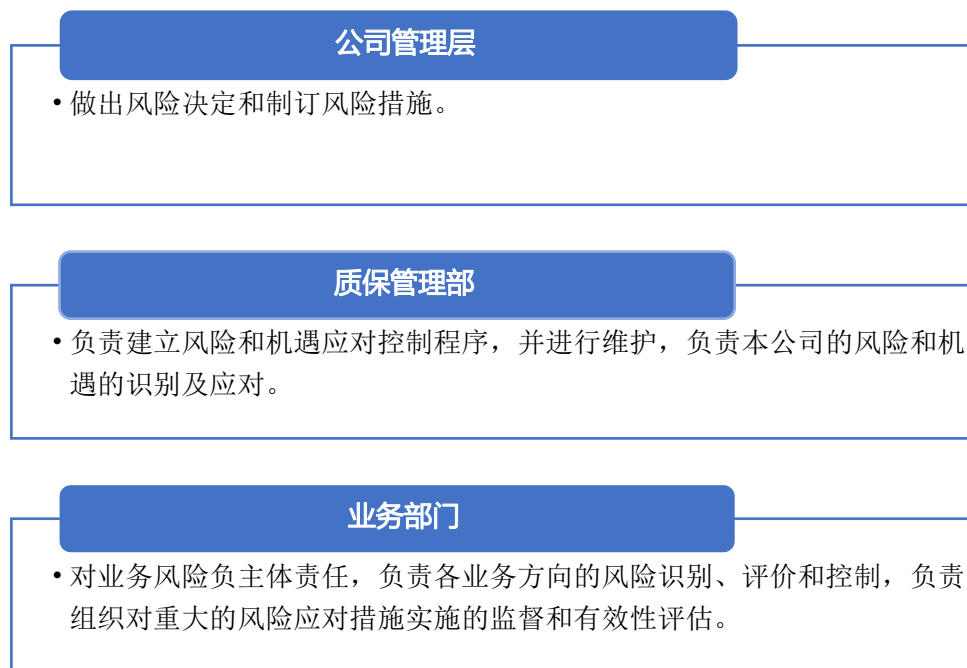 公司管理层
• 做出风险决定和制订风险措施。
质保管理部
• 负责建立风险和机遇应对控制程序，并进行维护，负责本公司的风险和机
遇的识别及应对。
业务部门
• 对业务风险负主体责任，负责各业务方向的风险识别、评价和控制，负责
组织对重大的风险应对措施实施的监督和有效性评估。